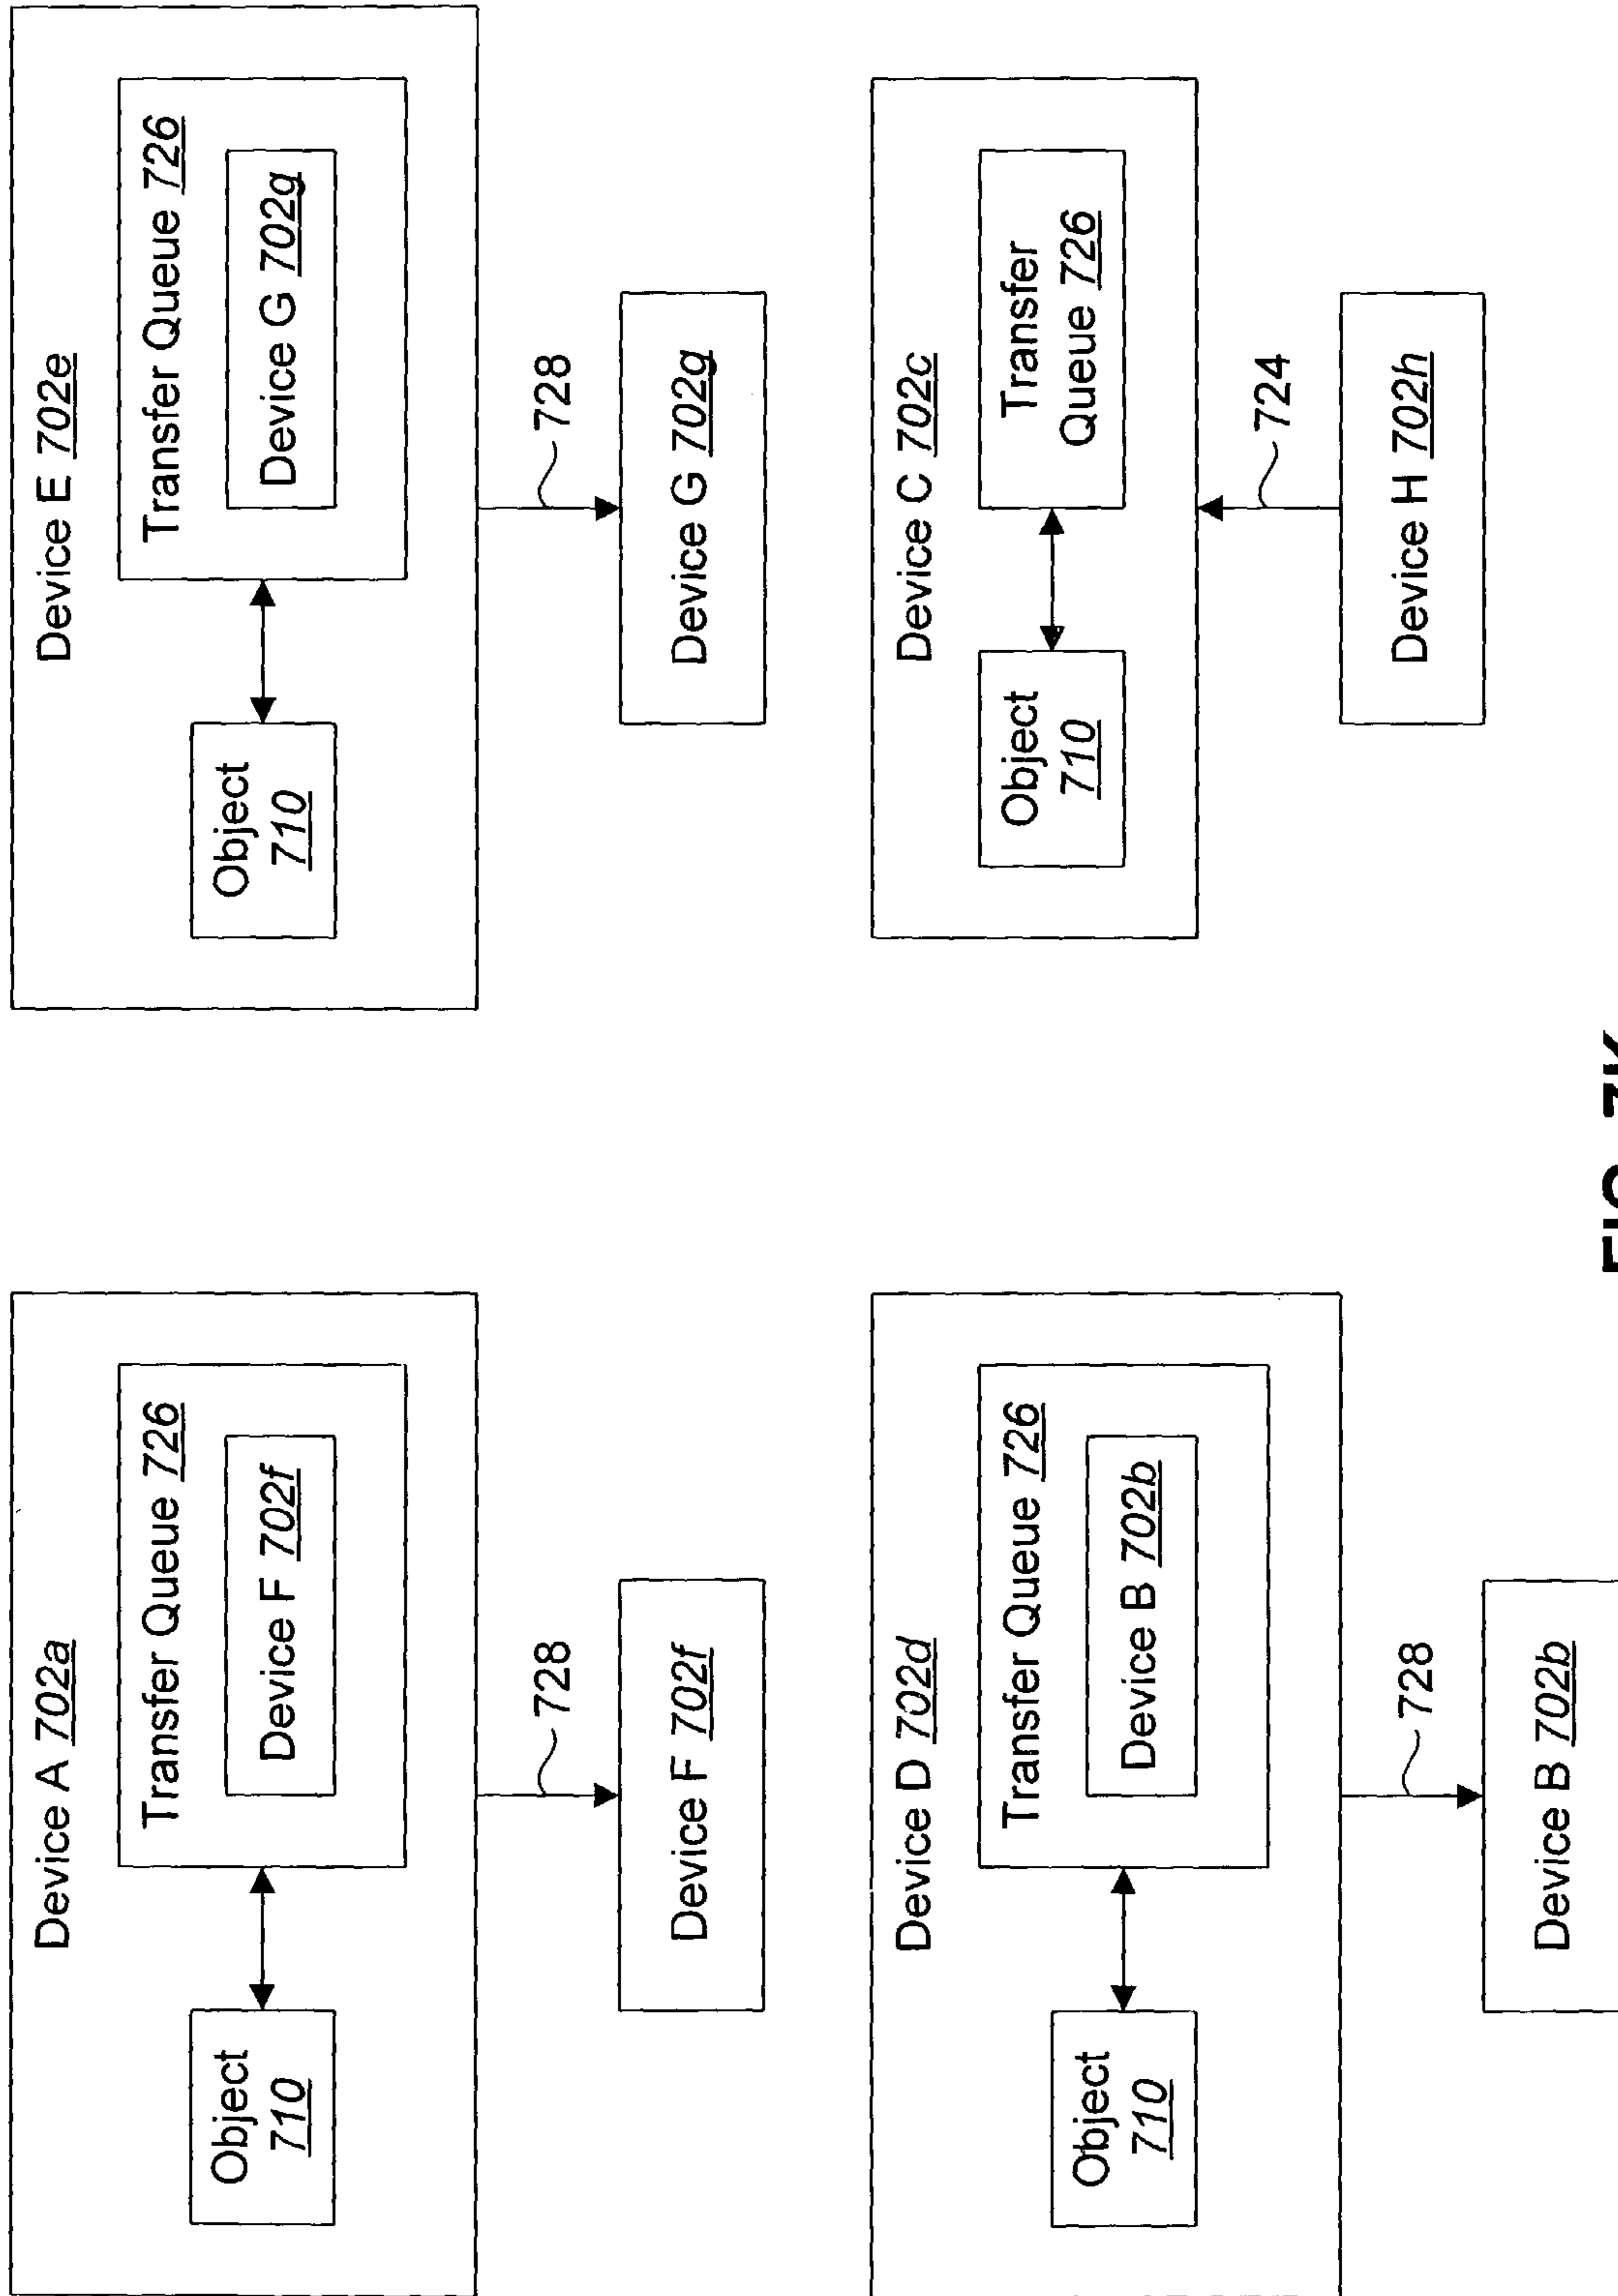 Device A 702a
Transfer Queue 726
Device F 702f
Object
710
728
Device F 702f
Device E 702e
Transfer Queue 726
Device G 702g
Object
710
728
Device G 702g
Device D 702d
Transfer Queue 726
Device B 702b
Object
710
728
Device B 702b
Device C 702c
Transfer
Queue 726
Object
710
724
Device H 702h
FIG. 7K